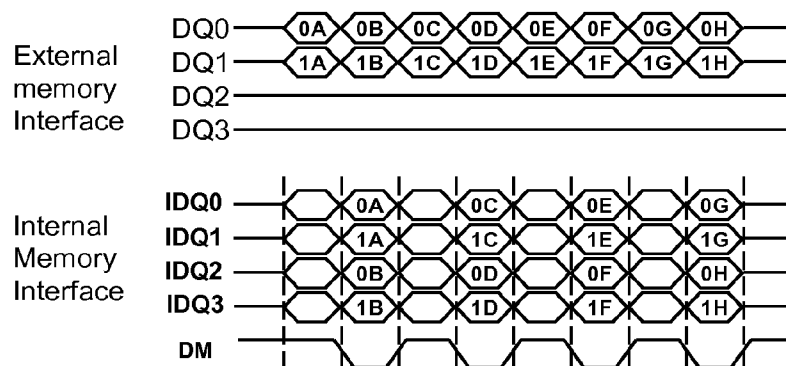 External memory Interface
DQ0 0A 0B 0C 0D 0E 0F 0G 0H
DQ1 1A 1B 1C 1D 1E 1F 1G 1H
DQ2
DQ3
Internal Memory Interface
IDQ0 0A 0C 0E 0G
IDQ1 1A 1C 1E 1G
IDQ2 0B 0D 0F 0H
IDQ3 1B 1D 1F 1H
DM